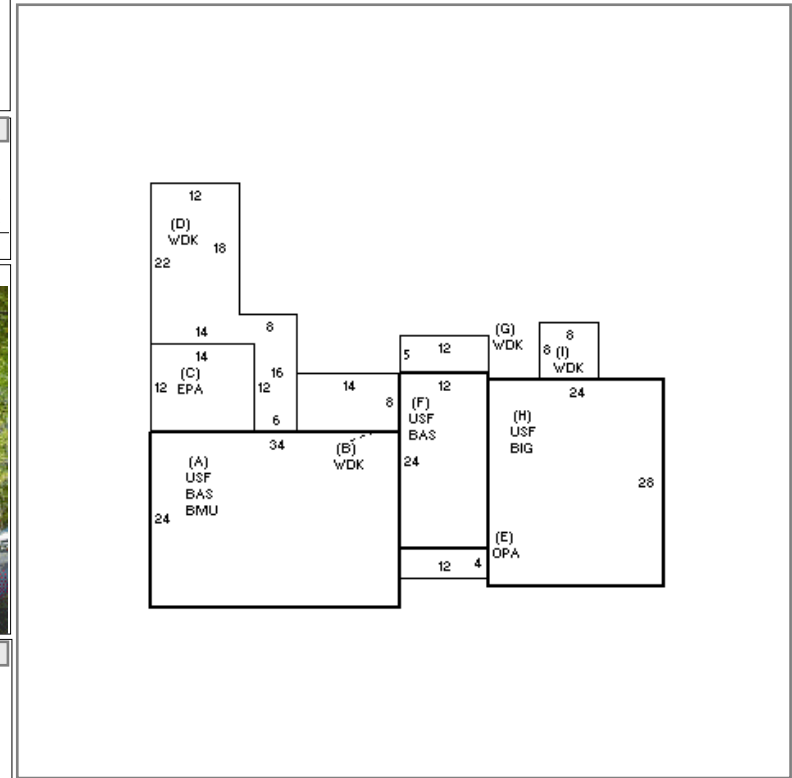 12
(D)
WDK
18
22
14
8
(G)
WDK
8
8 (I)
WDK
5
12
14
(C)
12 EPA
12
16
14
8
12
24
6
(F)
USF
BAS
(H)
USF
BIG
34
(B)
WDK
24
(A)
USF
BAS
BMU
24
28
(E)
OPA
12
4